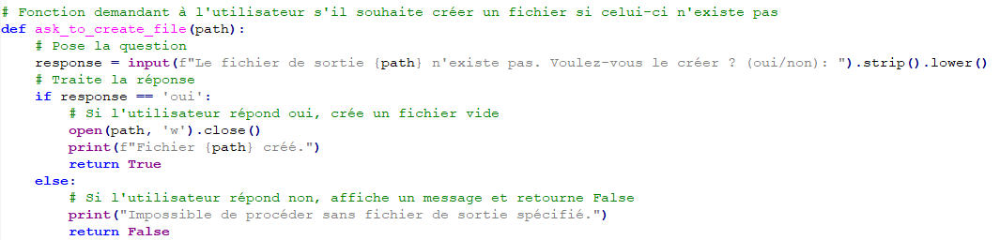 # Fonction demandant à l'utilisateur s'il souhaite créer un fichier si celui-ci n'existe pas
def ask_to_create_file(path):
    # Pose la question
    response = input(f"Le fichier de sortie {path} n'existe pas. Voulez-vous le créer ? (oui/non): ").strip().lower()
    # Traite la réponse
    if response == 'oui':
        # Si l'utilisateur répond oui, crée un fichier vide
        open(path, 'w').close()
        print(f"Fichier {path} créé.")
        return True
    else:
        # Si l'utilisateur répond non, affiche un message et retourne False
        print("Impossible de procéder sans fichier de sortie spécifié.")
        return False